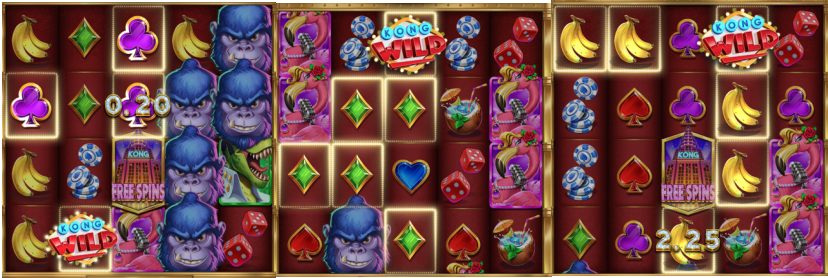 KONG
WILD
KONG
WILD
0.20
KONG
FREE SPINS
KONG
FREE SPINS
KONG
WILD
2.25